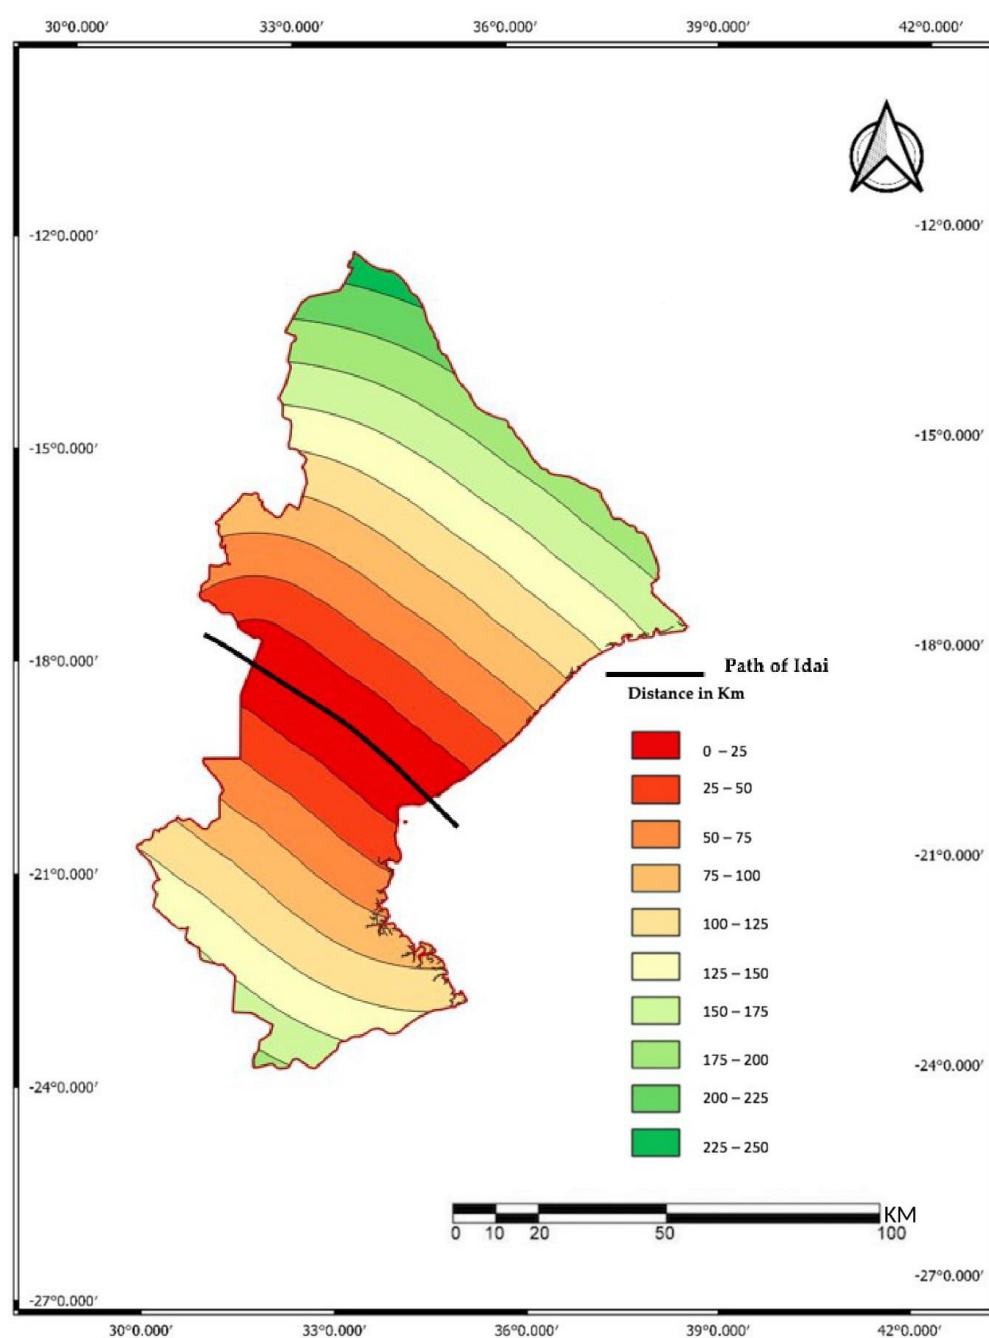 30°0.000′ 33°0.000′ 36°0.000′ 39°0.000′ 42°0.000′
-12°0.000′ -12°0.000′
-15°0.000′ -15°0.000′
-18°0.000′ -18°0.000′
Path of Idai
Distance in Km
0 – 25
25 – 50
50 – 75
75 – 100
-21°0.000′ -21°0.000′
100 – 125
125 – 150
150 – 175
175 – 200
-24°0.000′ -24°0.000′
200 – 225
225 – 250
KM
0 10 20 50 100
-27°0.000′ -27°0.000′
30°0.000′ 33°0.000′ 36°0.000′ 39°0.000′ 42°0.000′